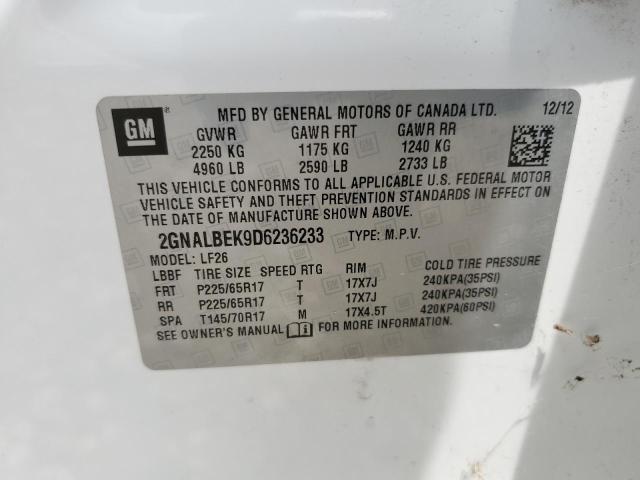 GM ® MFD BY GENERAL MOTORS OF CANADA LTD. 12/12
GVWR GAWR FRT GAWR RR
2250 KG 1175 KG 1240 KG
4960 LB 2590 LB 2733 LB
THIS VEHICLE CONFORMS TO ALL APPLICABLE U.S. FEDERAL MOTOR
VEHICLE SAFETY AND THEFT PREVENTION STANDARDS IN EFFECT ON
THE DATE OF MANUFACTURE SHOWN ABOVE.
2GNALBEK9D6236233 TYPE: M.P.V.
MODEL: LF26
LBBF TIRE SIZE SPEED RTG RIM COLD TIRE PRESSURE
FRT P225/65R17 T 17X7J 240KPA(35PSI)
RR P225/65R17 T 17X7J 240KPA(35PSI)
SPA T145/70R17 M 17X4.5T 420KPA(60PSI)
SEE OWNER'S MANUAL FOR MORE INFORMATION.